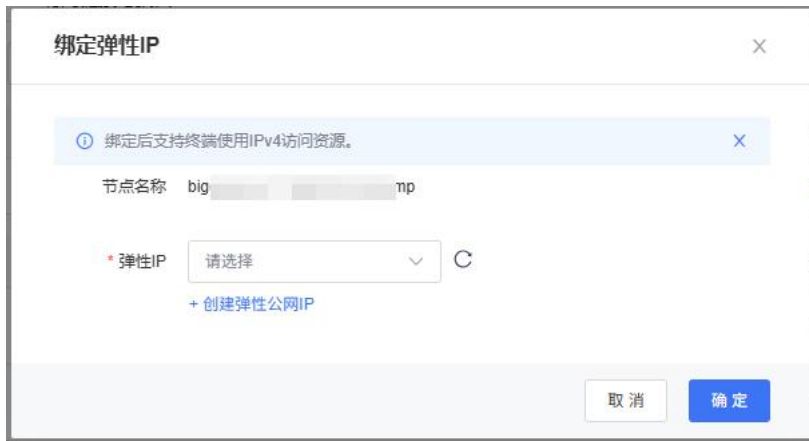 绑定弹性IP
绑定后支持终端使用IPv4访问资源。
节点名称 big mp
* 弹性IP 请选择
+ 创建弹性公网IP
取消 确定